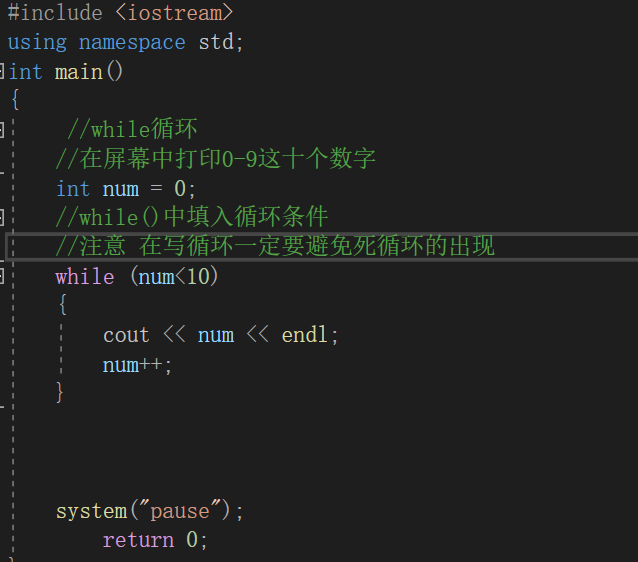 #include <iostream>
using namespace std;
int main()
{
//while循环
//在屏幕中打印0-9这十个数字
int num = 0;
//while()中填入循环条件
//注意 在写循环一定要避免死循环的出现
while (num<10)
{
cout << num << endl;
num++;
}
system("pause");
return 0;
}